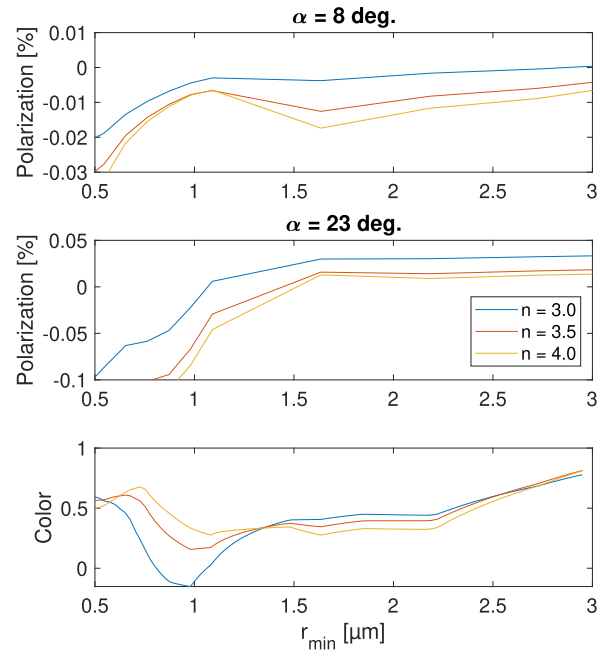 α = 8 deg.
Polarization [%]
0.01
0
-0.01
-0.02
-0.03
0.5 1 1.5 2 2.5 3
α = 23 deg.
Polarization [%]
0.05
0
-0.05
-0.1
n = 3.0
n = 3.5
n = 4.0
0.5 1 1.5 2 2.5 3
Color
1
0.5
0
0.5 1 1.5 2 2.5 3
r_min [μm]